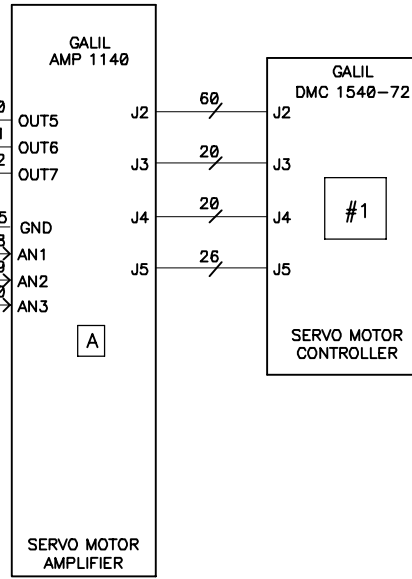 GALIL
AMP 1140
OUT5
OUT6
OUT7
GND
AN1
AN2
AN3
J2
J3
J4
J5
A
SERVO MOTOR
AMPLIFIER
60
20
20
26
GALIL
DMC 1540-72
J2
J3
J4
J5
#1
SERVO MOTOR
CONTROLLER